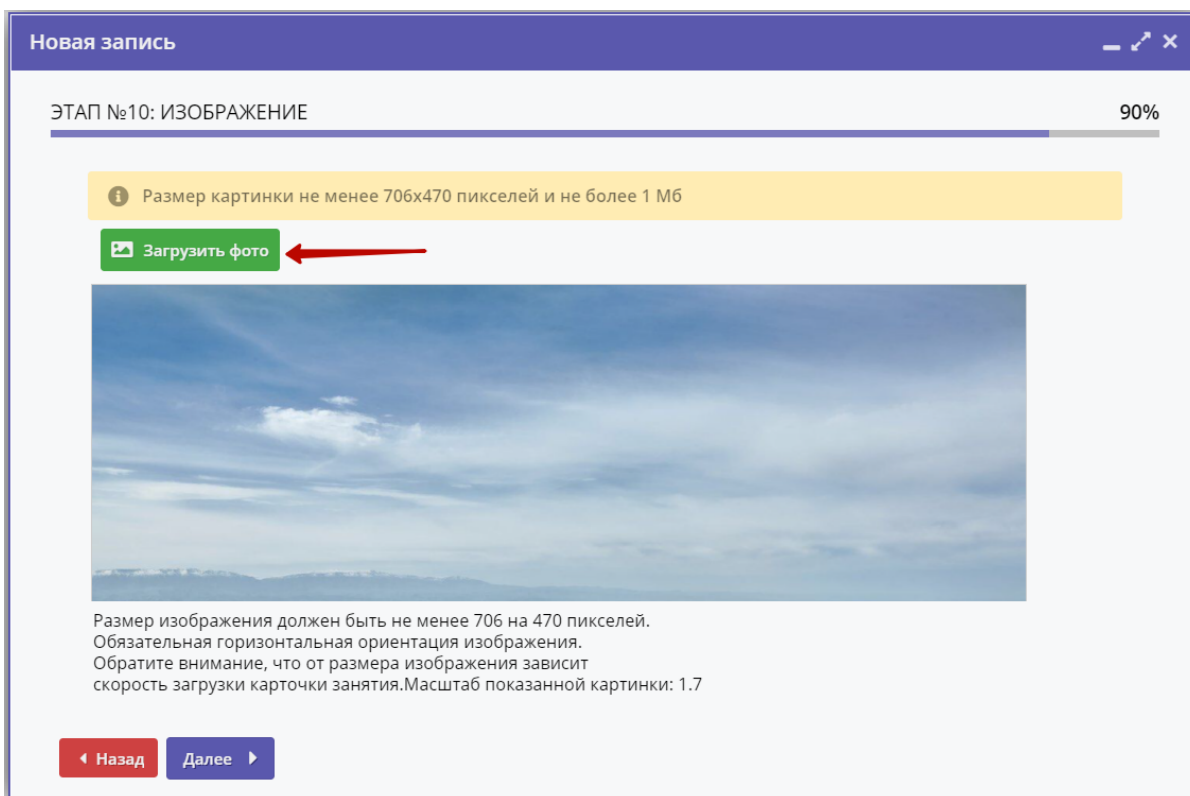 Новая запись
ЭТАП №10: ИЗОБРАЖЕНИЕ
90%
Размер картинки не менее 706x470 пикселей и не более 1 Мб
Загрузить фото
Размер изображения должен быть не менее 706 на 470 пикселей.
Обязательная горизонтальная ориентация изображения.
Обратите внимание, что от размера изображения зависит
скорость загрузки карточки занятия.Масштаб показанной картинки: 1.7
Назад
Далее